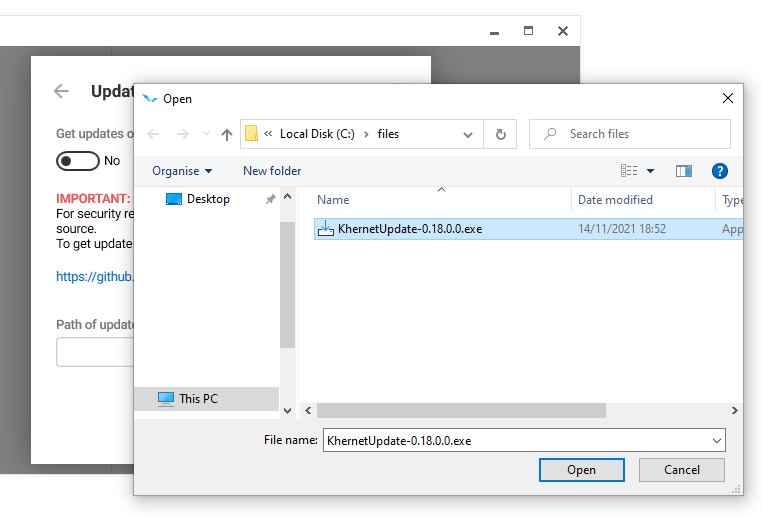 Updat
Get updates o
No
IMPORTANT:
For security re
source.
To get update
https://github.
Path of update
Open
« Local Disk (C:) › files
Search files
Organise
New folder
Desktop
This PC
Name
Date modified
Type
KhernetUpdate-0.18.0.0.exe
14/11/2021 18:52
App
File name:
KhernetUpdate-0.18.0.0.exe
Open
Cancel